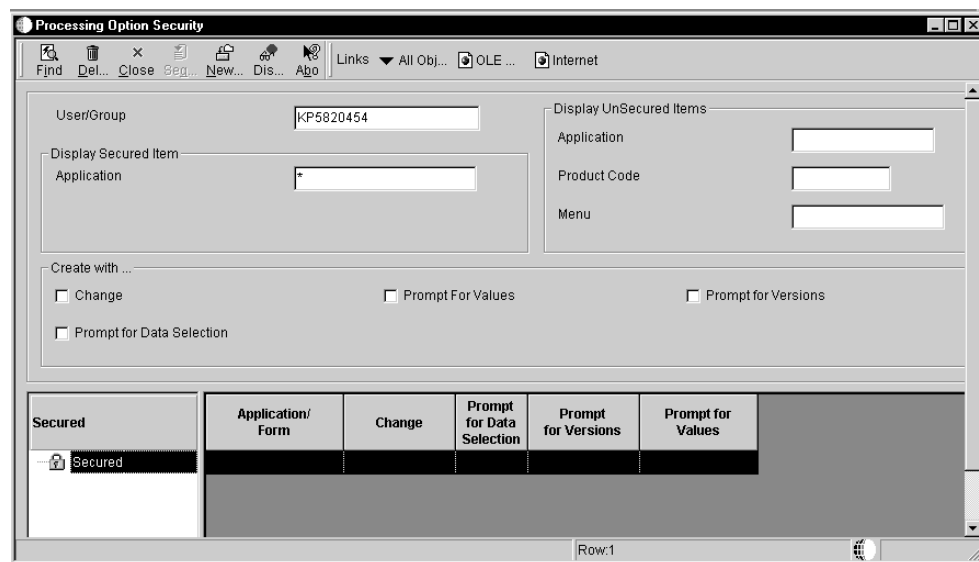 Processing Option Security
Find Del... Close Seq... New... Dis... Abo Links All Obj... OLE ... Internet
User/Group KP5820454
Display Secured Item
Application *
Display UnSecured Items
Application
Product Code
Menu
Create with ...
Change Prompt For Values Prompt for Versions
Prompt for Data Selection
Secured
Application/
Form
Change
Prompt
for Data
Selection
Prompt
for Versions
Prompt for
Values
Secured
Row:1